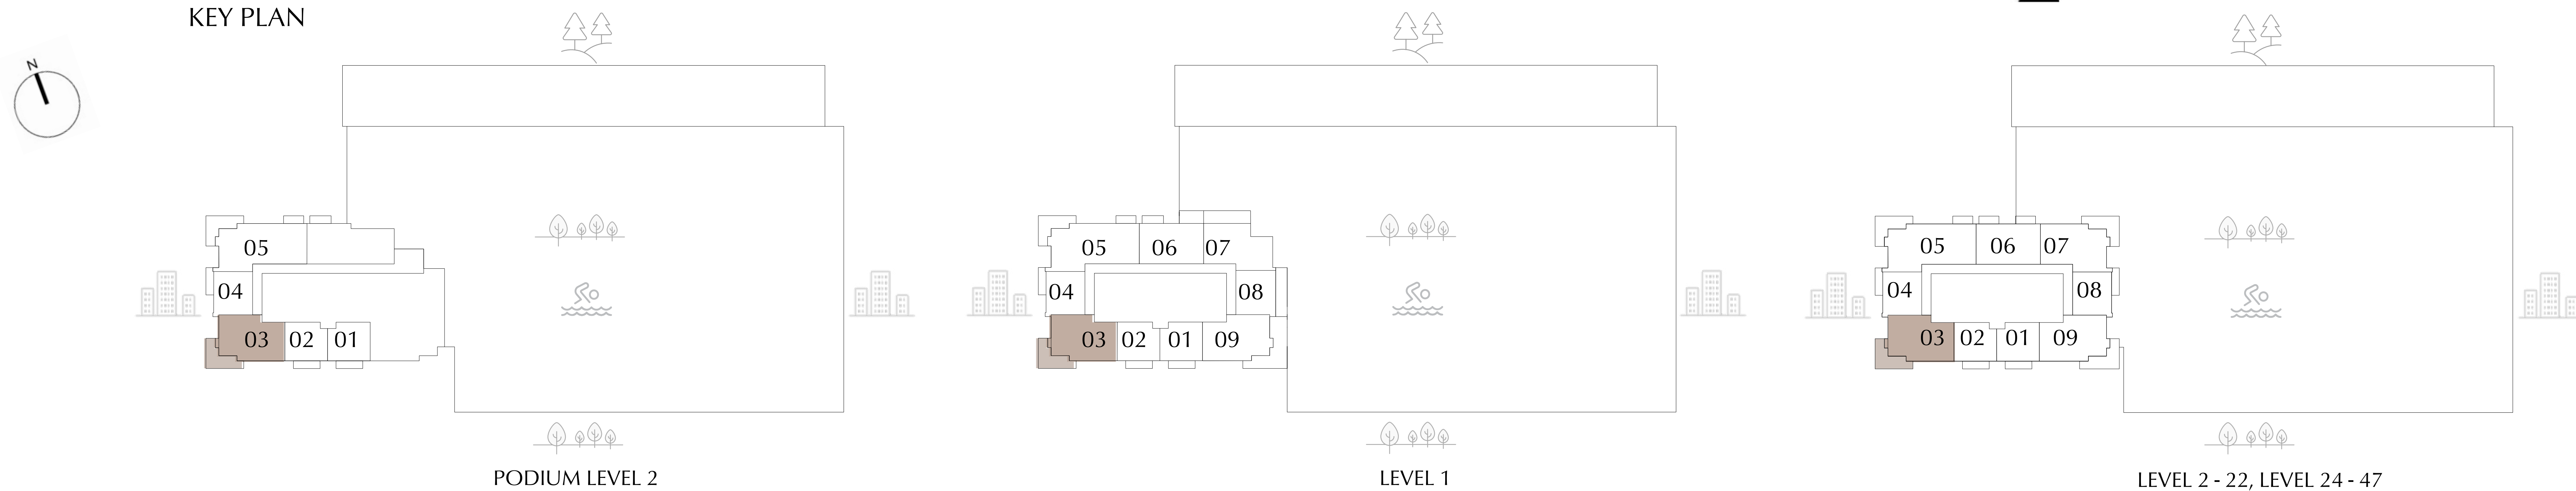 KEY PLAN
N
05
04
03 02 01
PODIUM LEVEL 2
05 06 07
04 08
03 02 01 09
LEVEL 1
05 06 07
04 08
03 02 01 09
LEVEL 2 - 22, LEVEL 24 - 47